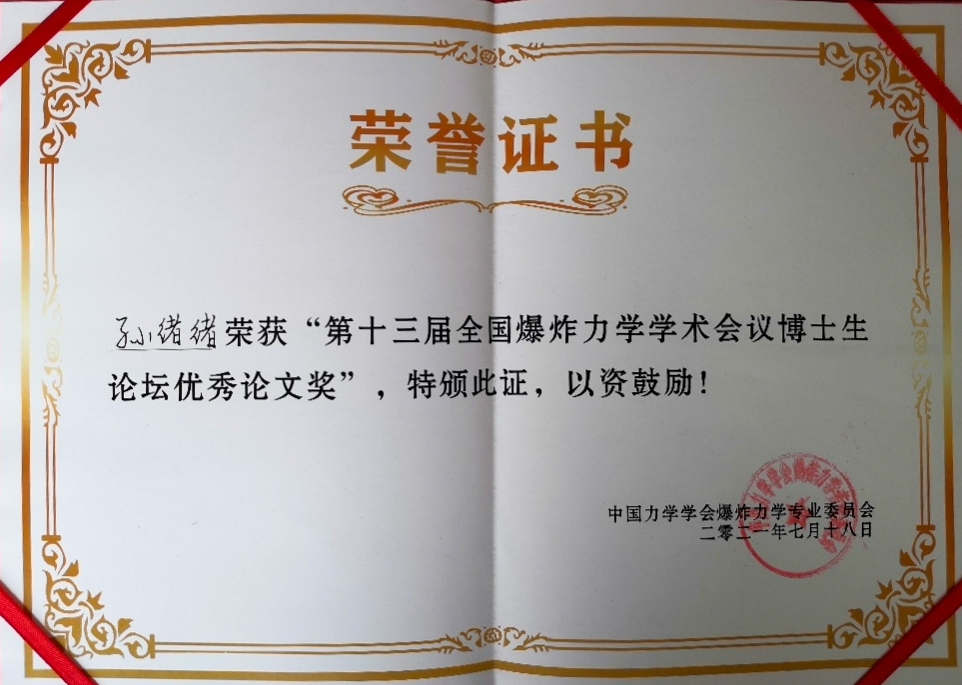 荣誉证书
孙绪绪荣获“第十三届全国爆炸力学学术会议博士生
论坛优秀论文奖”，特颁此证，以资鼓励！
中国力学学会爆炸力学专业委员会
二零二一年七月十八日